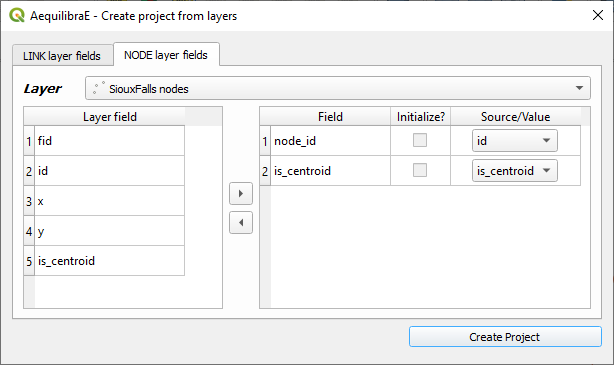 AequilibraE - Create project from layers
LINK layer fields NODE layer fields
Layer SiouxFalls nodes
Layer field Field Initialize? Source/Value
1 fid 1 node_id id
2 id 2 is_centroid is_centroid
3 x
4 y
5 is_centroid
Create Project